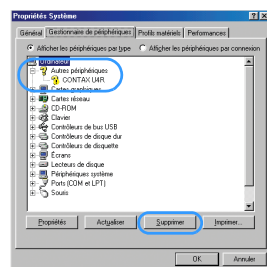 Propriétés Système
Général Gestionnaire de périphériques Profils matériels Performances
Afficher les périphériques par type Afficher les périphériques par connexion
Ordinateur
Autres périphériques
CONTAX U4R
Cartes graphiques
Cartes réseau
CD-ROM
Clavier
Contrôleurs de bus USB
Contrôleurs de disque dur
Contrôleurs de disquette
Écrans
Lecteurs de disque
Périphériques système
Ports (COM et LPT)
Souris
Propriétés Actualiser Supprimer Imprimer...
OK Annuler